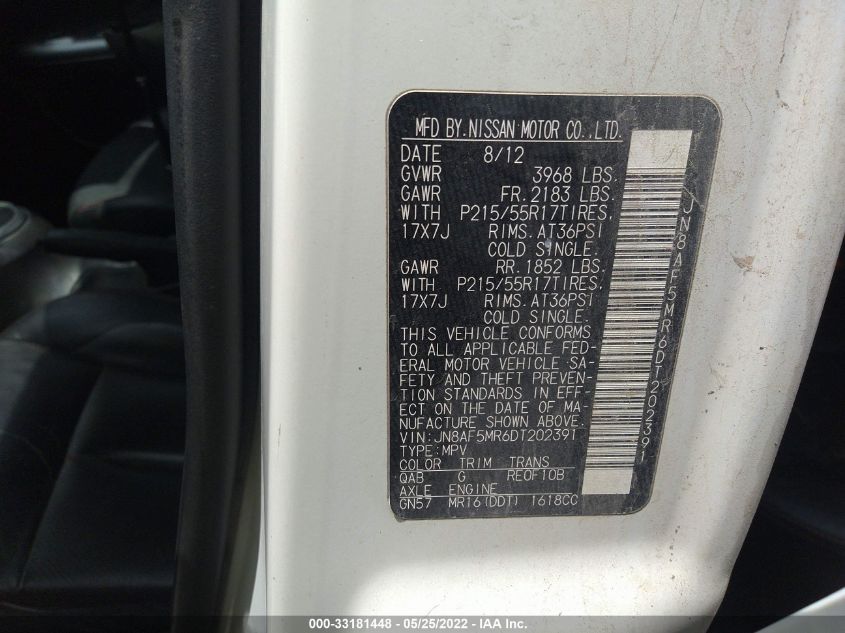 MFD BY.NISSAN MOTOR CO.,LTD.
DATE 8/12
GVWR 3968 LBS.
GAWR FR.2183 LBS.
WITH P215/55R17TIRES,
17X7J RIMS.AT36PSI
COLD SINGLE.
GAWR RR.1852 LBS.
WITH P215/55R17TIRES,
17X7J RIMS.AT36PSI
COLD SINGLE.
THIS VEHICLE CONFORMS
TO ALL APPLICABLE FED-
ERAL MOTOR VEHICLE SA-
FETY AND THEFT PREVEN-
TION STANDARDS IN EFF-
ECT ON THE DATE OF MA-
NUFACTURE SHOWN ABOVE.
VIN:JN8AF5MR6DT202391
TYPE:MPV
COLOR TRIM TRANS
QAB G RE0F10B
AXLE ENGINE
GN57 MR16(DDT) 1618CC
JN8AF5MR6DT202391
000-33181448 - 05/25/2022 - IAA Inc.